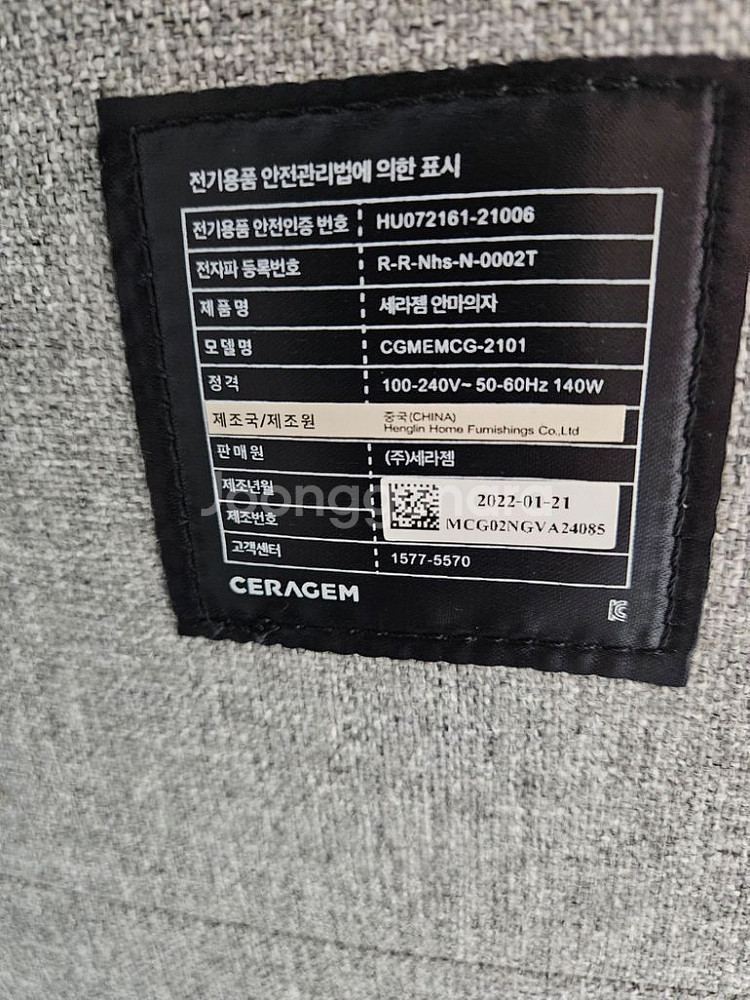 전기용품 안전관리법에 의한 표시
전기용품 안전인증 번호 HU072161-21006
전자파 등록번호 R-R-Nhs-N-0002T
제품명 세라젬 안마의자
모델명 CGMEMCG-2101
정격 100-240V~ 50-60Hz 140W
제조국/제조원 중국(CHINA)
Henglin Home Furnishings Co.,Ltd
판매원 (주)세라젬
제조년월 2022-01-21
제조번호 MCG02NGVA24085
고객센터 1577-5570
CERAGEM